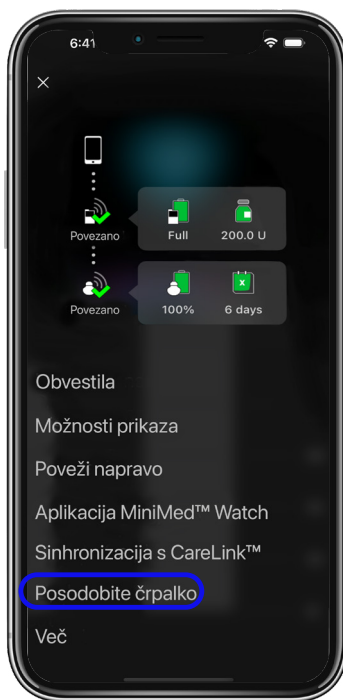 6:41
Povezano
Full
200.0 U
x
Povezano
100%
6 days
Obvestila
Možnosti prikaza
Poveži napravo
Aplikacija MiniMed™ Watch
Sinhronizacija s CareLink™
Posodobite črpalko
Več